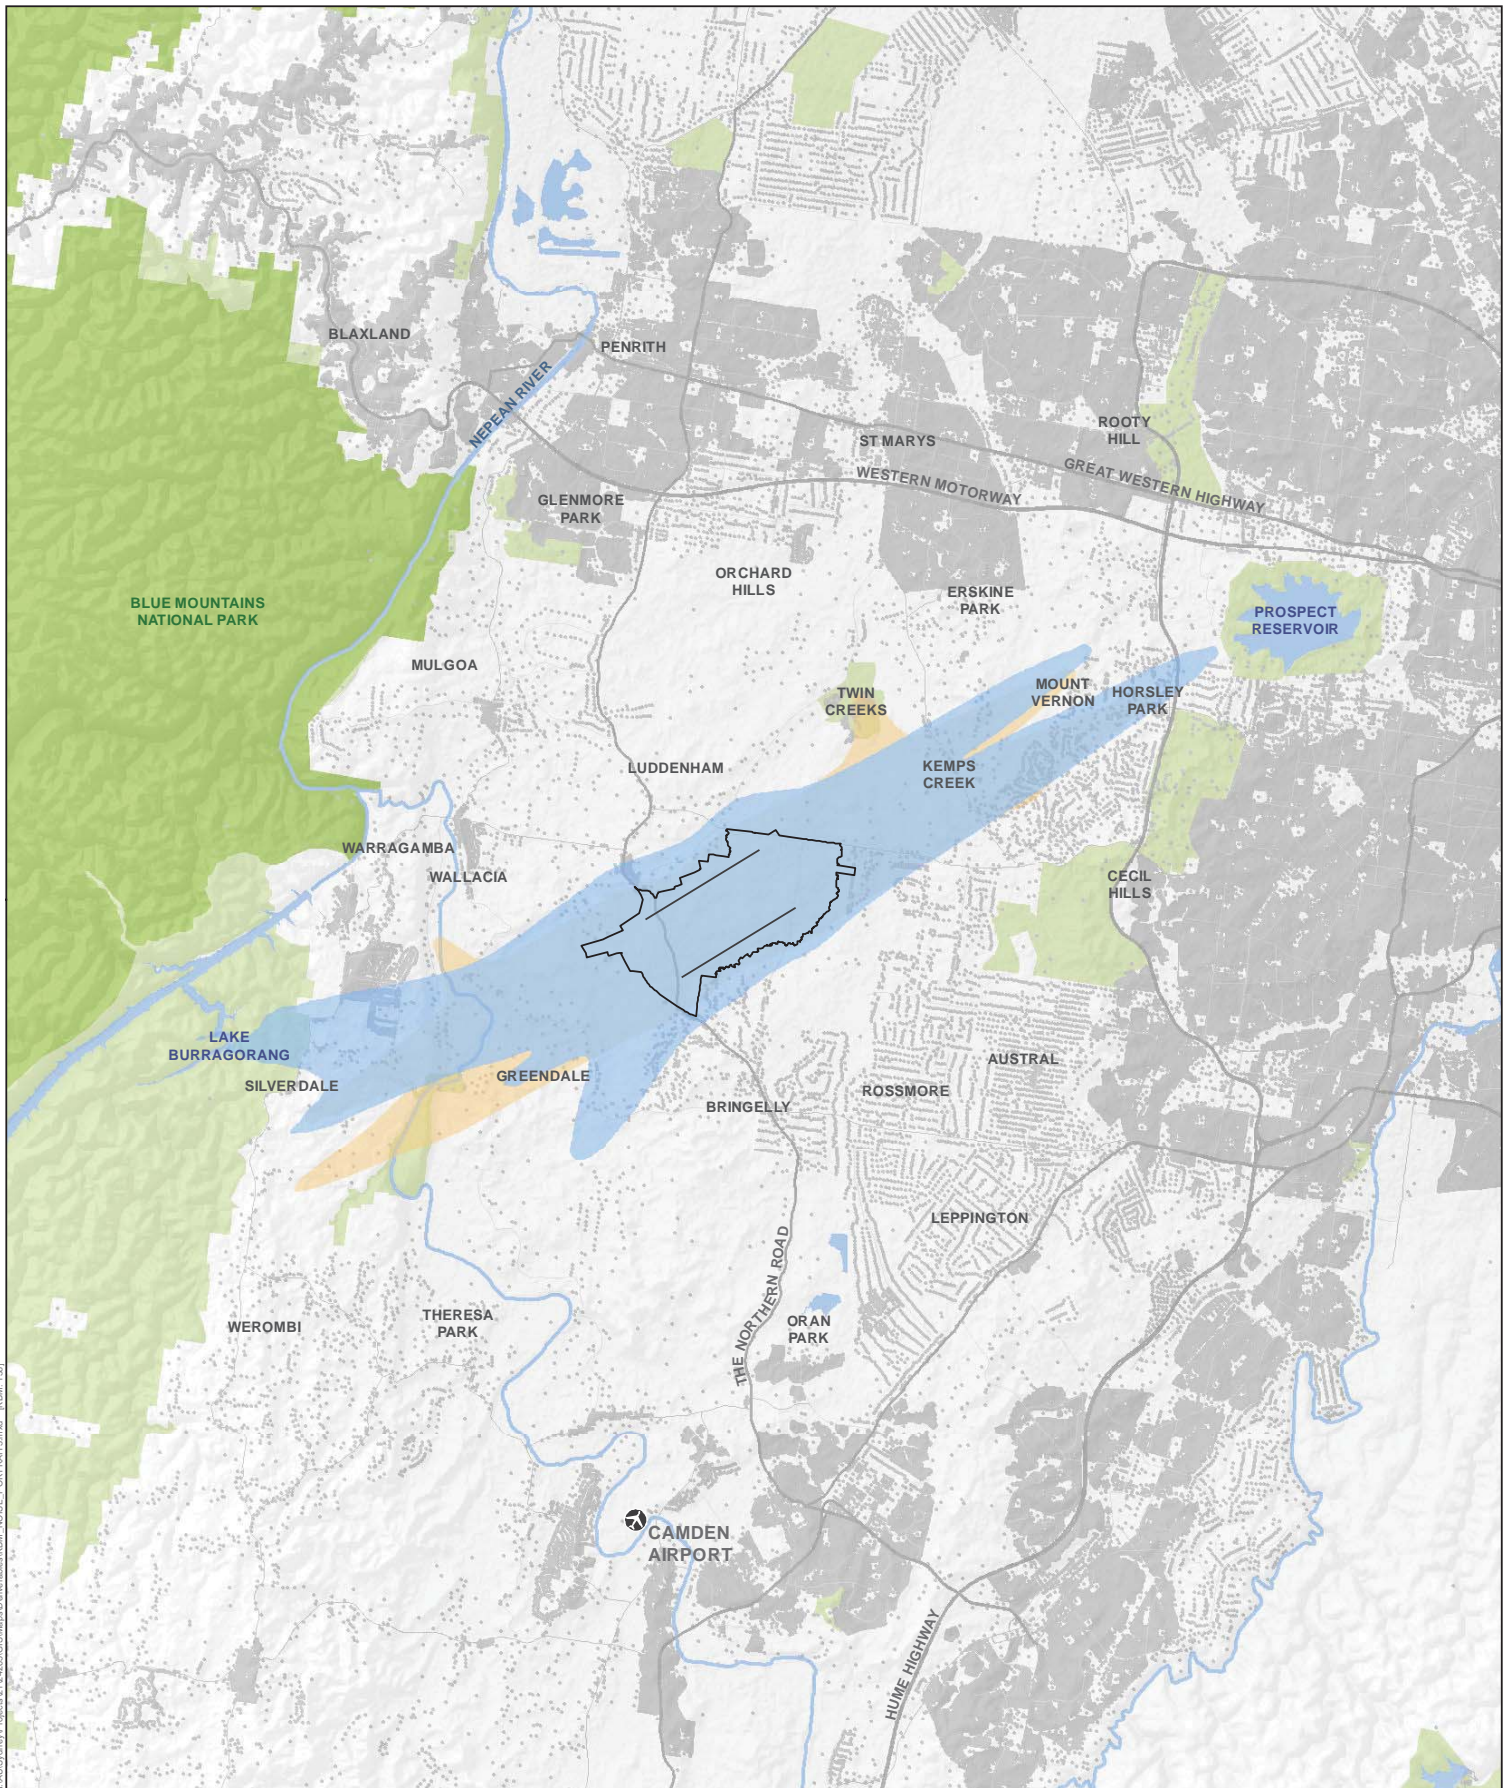 BLAXLAND
PENRITH
NEPEAN RIVER
ROOTY
HILL
ST MARYS
GREAT WESTERN HIGHWAY
WESTERN MOTORWAY
GLENMORE
PARK
ORCHARD
HILLS
ERSKINE
PARK
BLUE MOUNTAINS
NATIONAL PARK
PROSPECT
RESERVOIR
MULGOA
TWIN
CREEKS
MOUNT
VERNON
HORSLEY
PARK
LUDDENHAM
KEMPS
CREEK
WARRAGAMBA
WALLACIA
CECIL
HILLS
LAKE
BURRAGORANG
SILVERDALE
GREENDALE
AUSTRAL
ROSSMORE
BRINGELLY
LEPPINGTON
THE NORTHERN ROAD
WEROMBI
THERESA
PARK
ORAN
PARK
CAMDEN
AIRPORT
HUME HIGHWAY